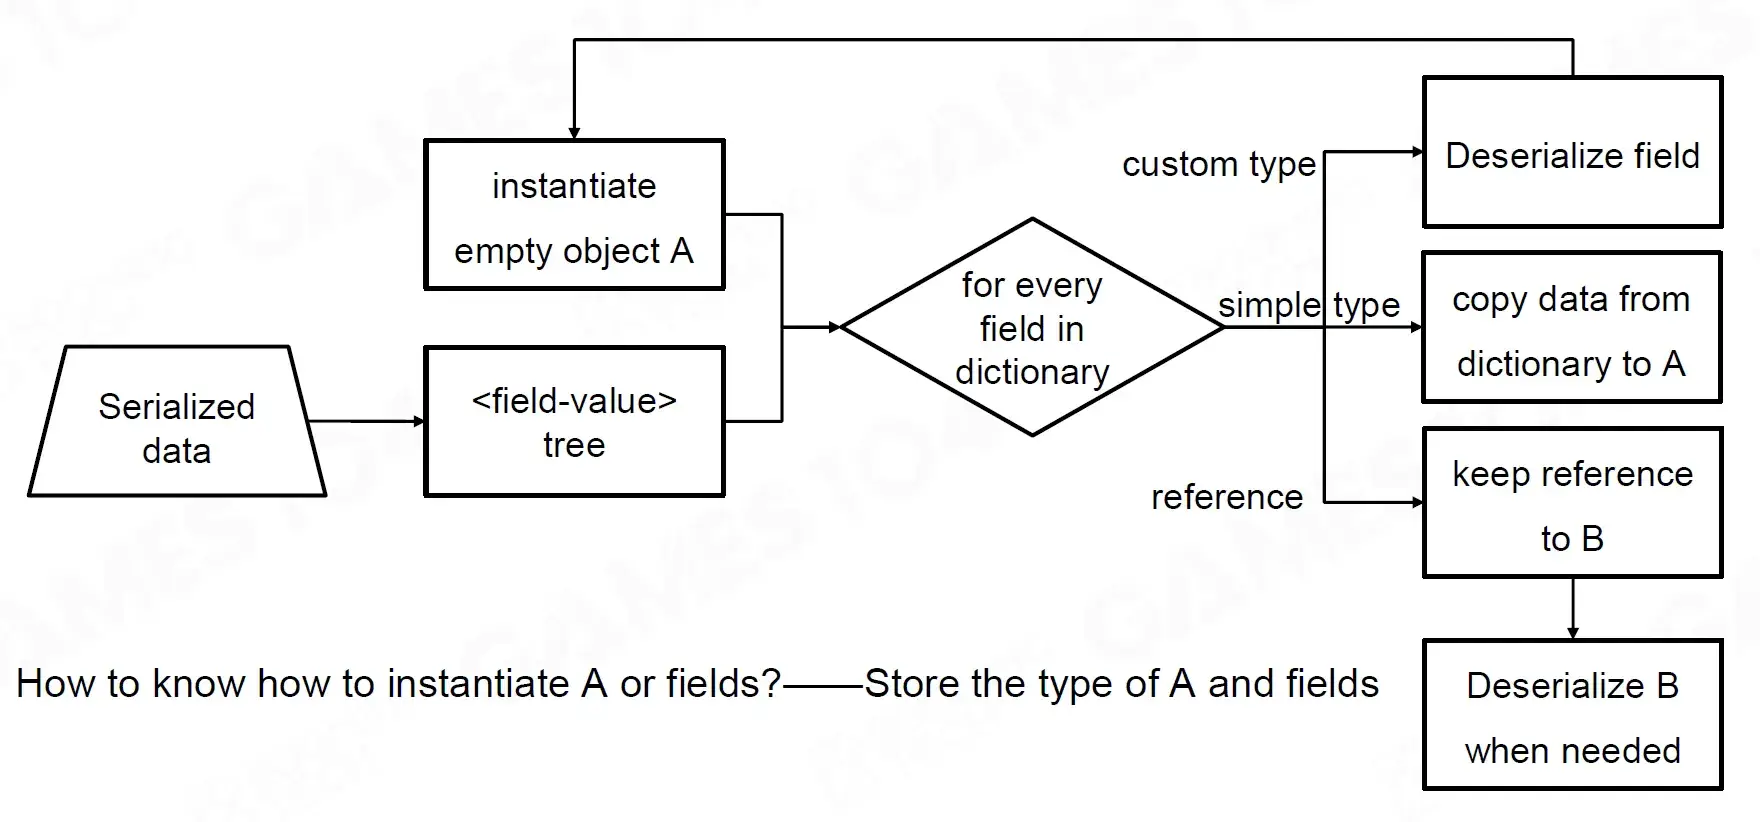 instantiate
empty object A
Serialized
data
<field-value>
tree
for every
field in
dictionary
custom type
simple type
reference
Deserialize field
copy data from
dictionary to A
keep reference
to B
Deserialize B
when needed
How to know how to instantiate A or fields?——Store the type of A and fields